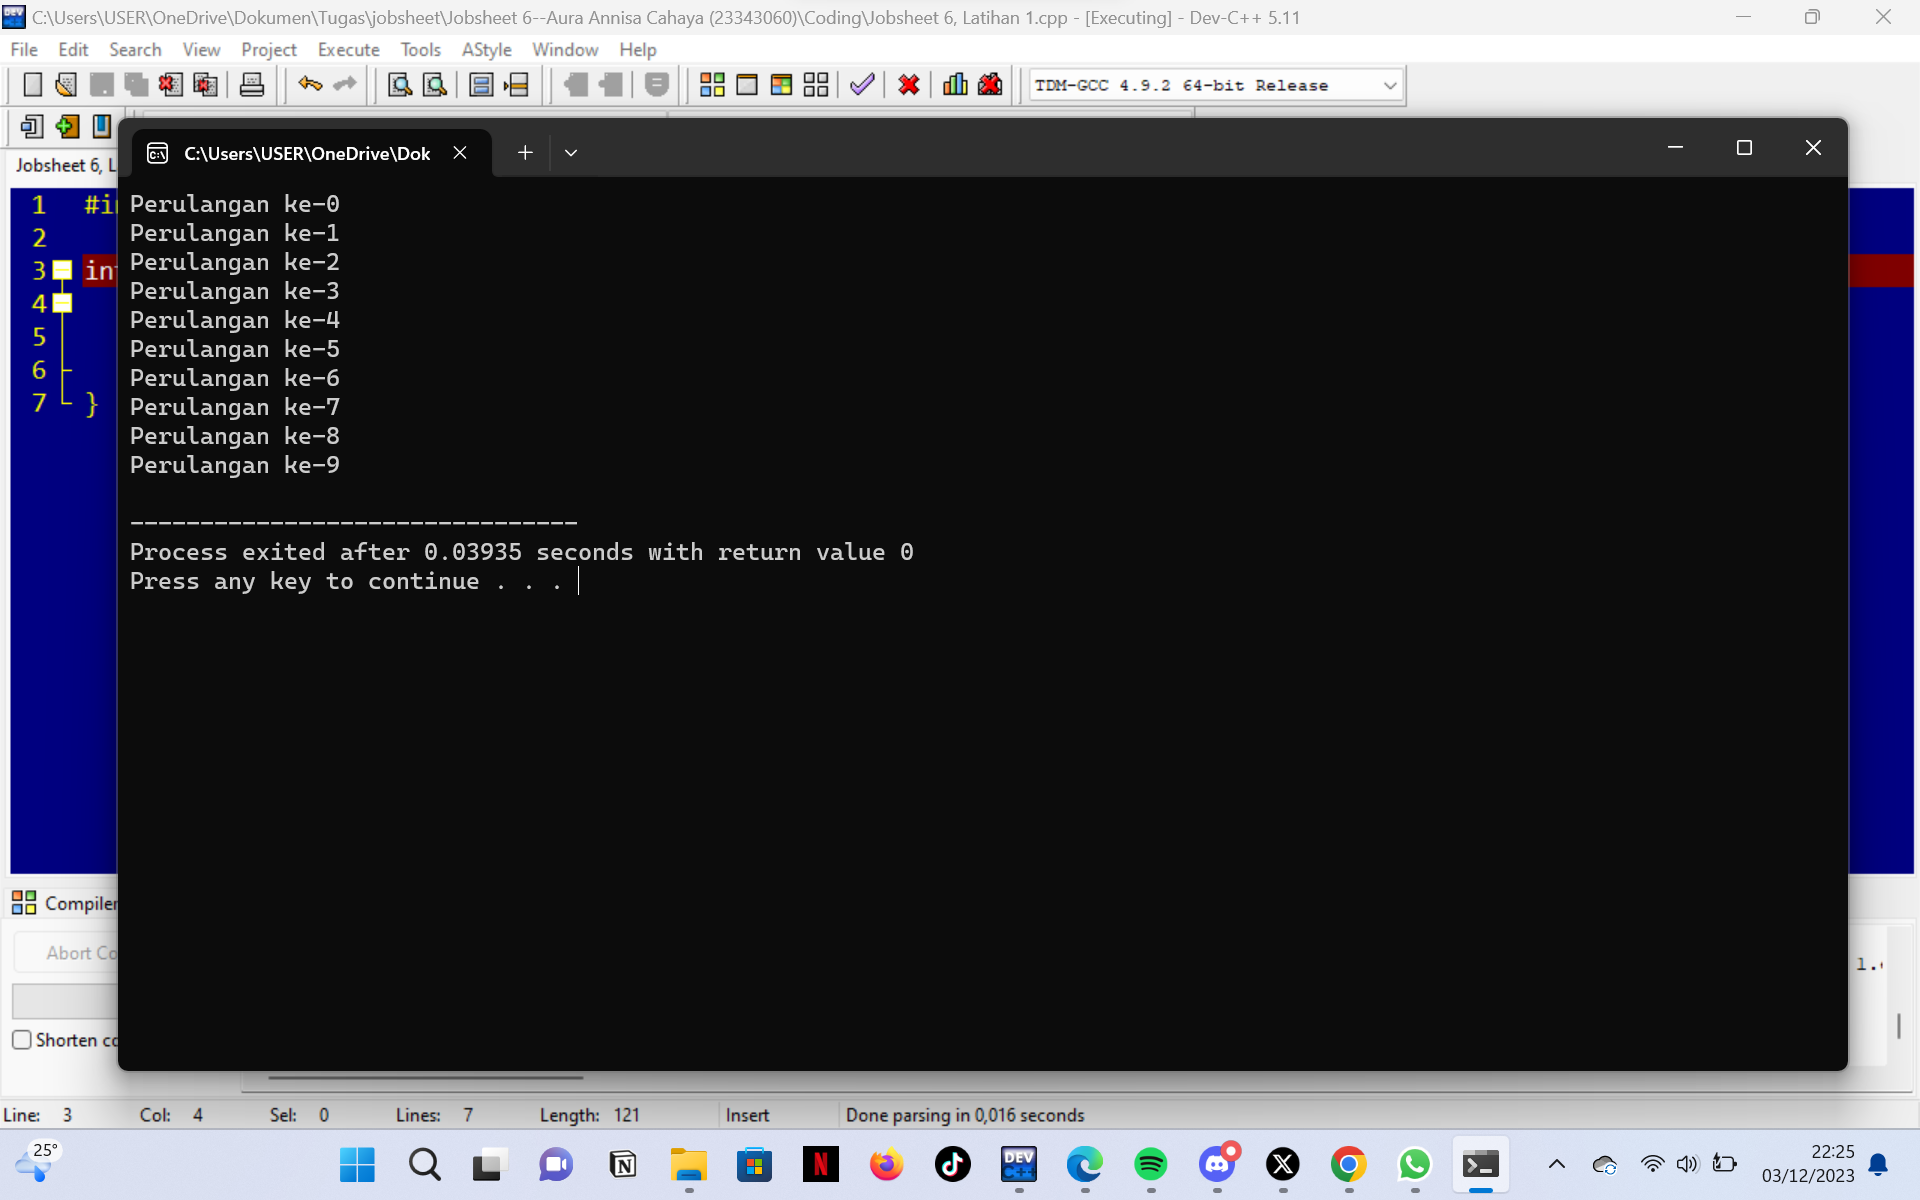 C:\Users\USER\OneDrive\Dokumen\Tugas\jobsheet\Jobsheet 6--Aura Annisa Cahaya (23343060)\Coding\Jobsheet 6, Latihan 1.cpp - [Executing] - Dev-C++ 5.11
File Edit Search View Project Execute Tools AStyle Window Help
TDM-GCC 4.9.2 64-bit Release
C:\Users\USER\OneDrive\Dok
Jobsheet 6, L
1 #in
2
3 int
4
5
6
7 }
Perulangan ke-0
Perulangan ke-1
Perulangan ke-2
Perulangan ke-3
Perulangan ke-4
Perulangan ke-5
Perulangan ke-6
Perulangan ke-7
Perulangan ke-8
Perulangan ke-9
--------------------------------
Process exited after 0.03935 seconds with return value 0
Press any key to continue . . .
Compiler
Abort Co
1.
Shorten co
Line: 3 Col: 4 Sel: 0 Lines: 7 Length: 121 Insert Done parsing in 0,016 seconds
25°
DEV C++
22:25
03/12/2023